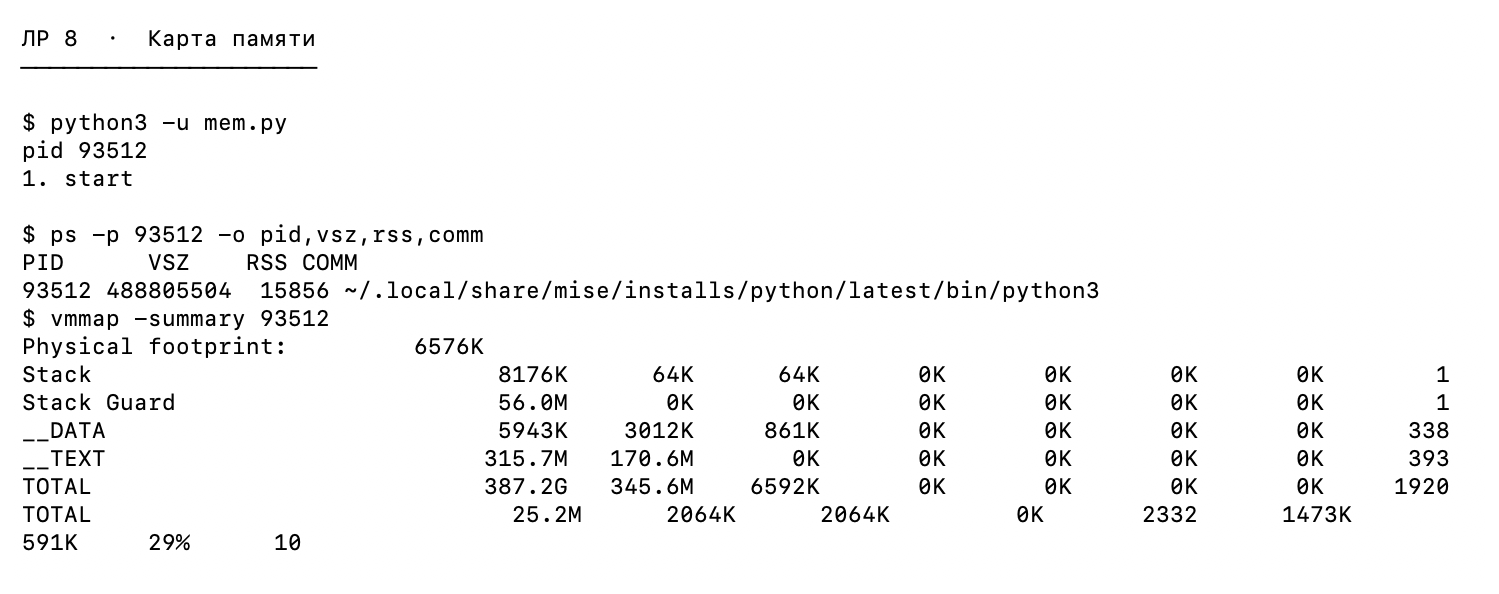 ЛР 8  ·  Карта памяти
$ python3 -u mem.py
pid 93512
1. start
$ ps -p 93512 -o pid,vsz,rss,comm
PID      VSZ    RSS COMM
93512 488805504  15856 ~/.local/share/mise/installs/python/latest/bin/python3
$ vmmap -summary 93512
Physical footprint:         6576K
Stack                             8176K      64K      64K       0K       0K       0K       0K        1
Stack Guard                       56.0M       0K       0K       0K       0K       0K       0K        1
__DATA                            5943K    3012K     861K       0K       0K       0K       0K      338
__TEXT                           315.7M   170.6M       0K       0K       0K       0K       0K      393
TOTAL                            387.2G   345.6M    6592K       0K       0K       0K       0K     1920
TOTAL                              25.2M      2064K      2064K         0K       2332      1473K
591K     29%      10